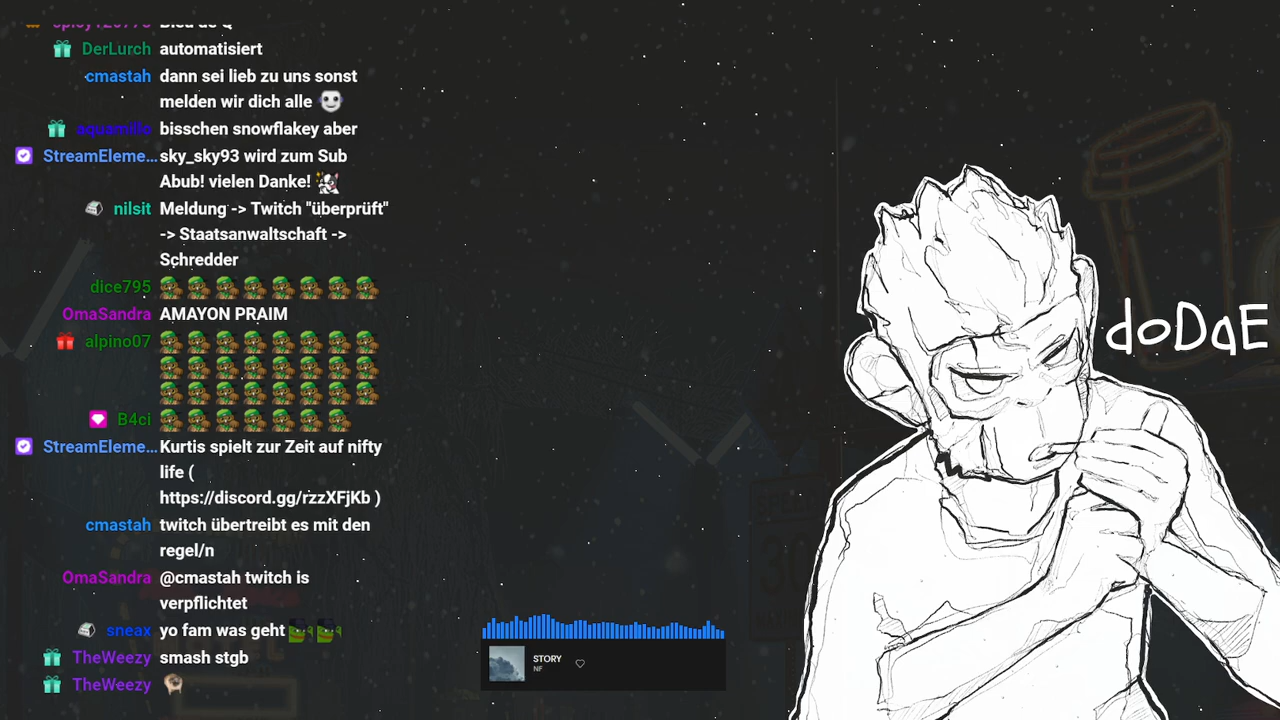 DerLurch automatisiert
cmastah dann sei lieb zu uns sonst
melden wir dich alle
aquamillo bisschen snowflakey aber
StreamEleme... sky_sky93 wird zum Sub
Abub! vielen Danke!
nilsit Meldung -> Twitch "überprüft"
-> Staatsanwaltschaft ->
Schredder
dice795
OmaSandra AMAYON PRAIM
alpino07
B4ci
StreamEleme... Kurtis spielt zur Zeit auf nifty
life (
https://discord.gg/rzzXFjKb )
cmastah twitch übertreibt es mit den
regel/n
OmaSandra @cmastah twitch is
verpflichtet
sneax yo fam was geht
TheWeezy smash stgb
TheWeezy
doDaE
STORY
NF